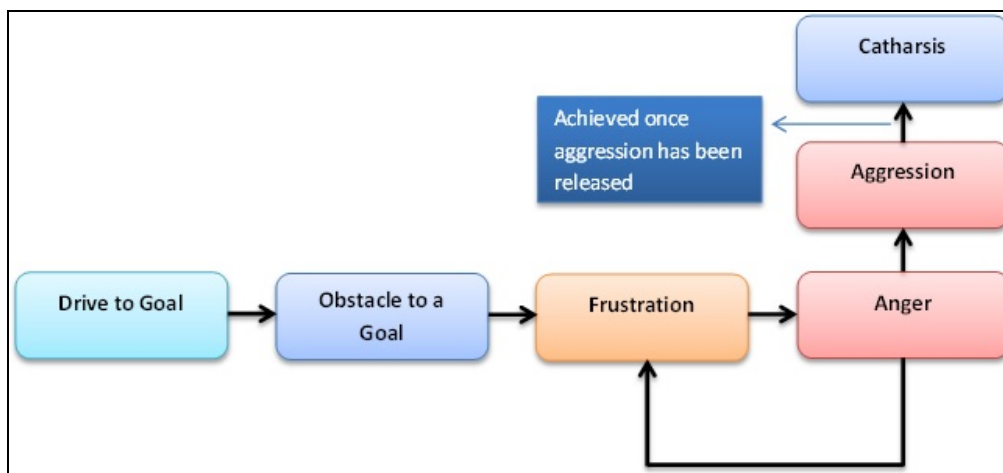 Catharsis
Achieved once
aggression has been
released
Aggression
Drive to Goal
Obstacle to a
Goal
Frustration
Anger